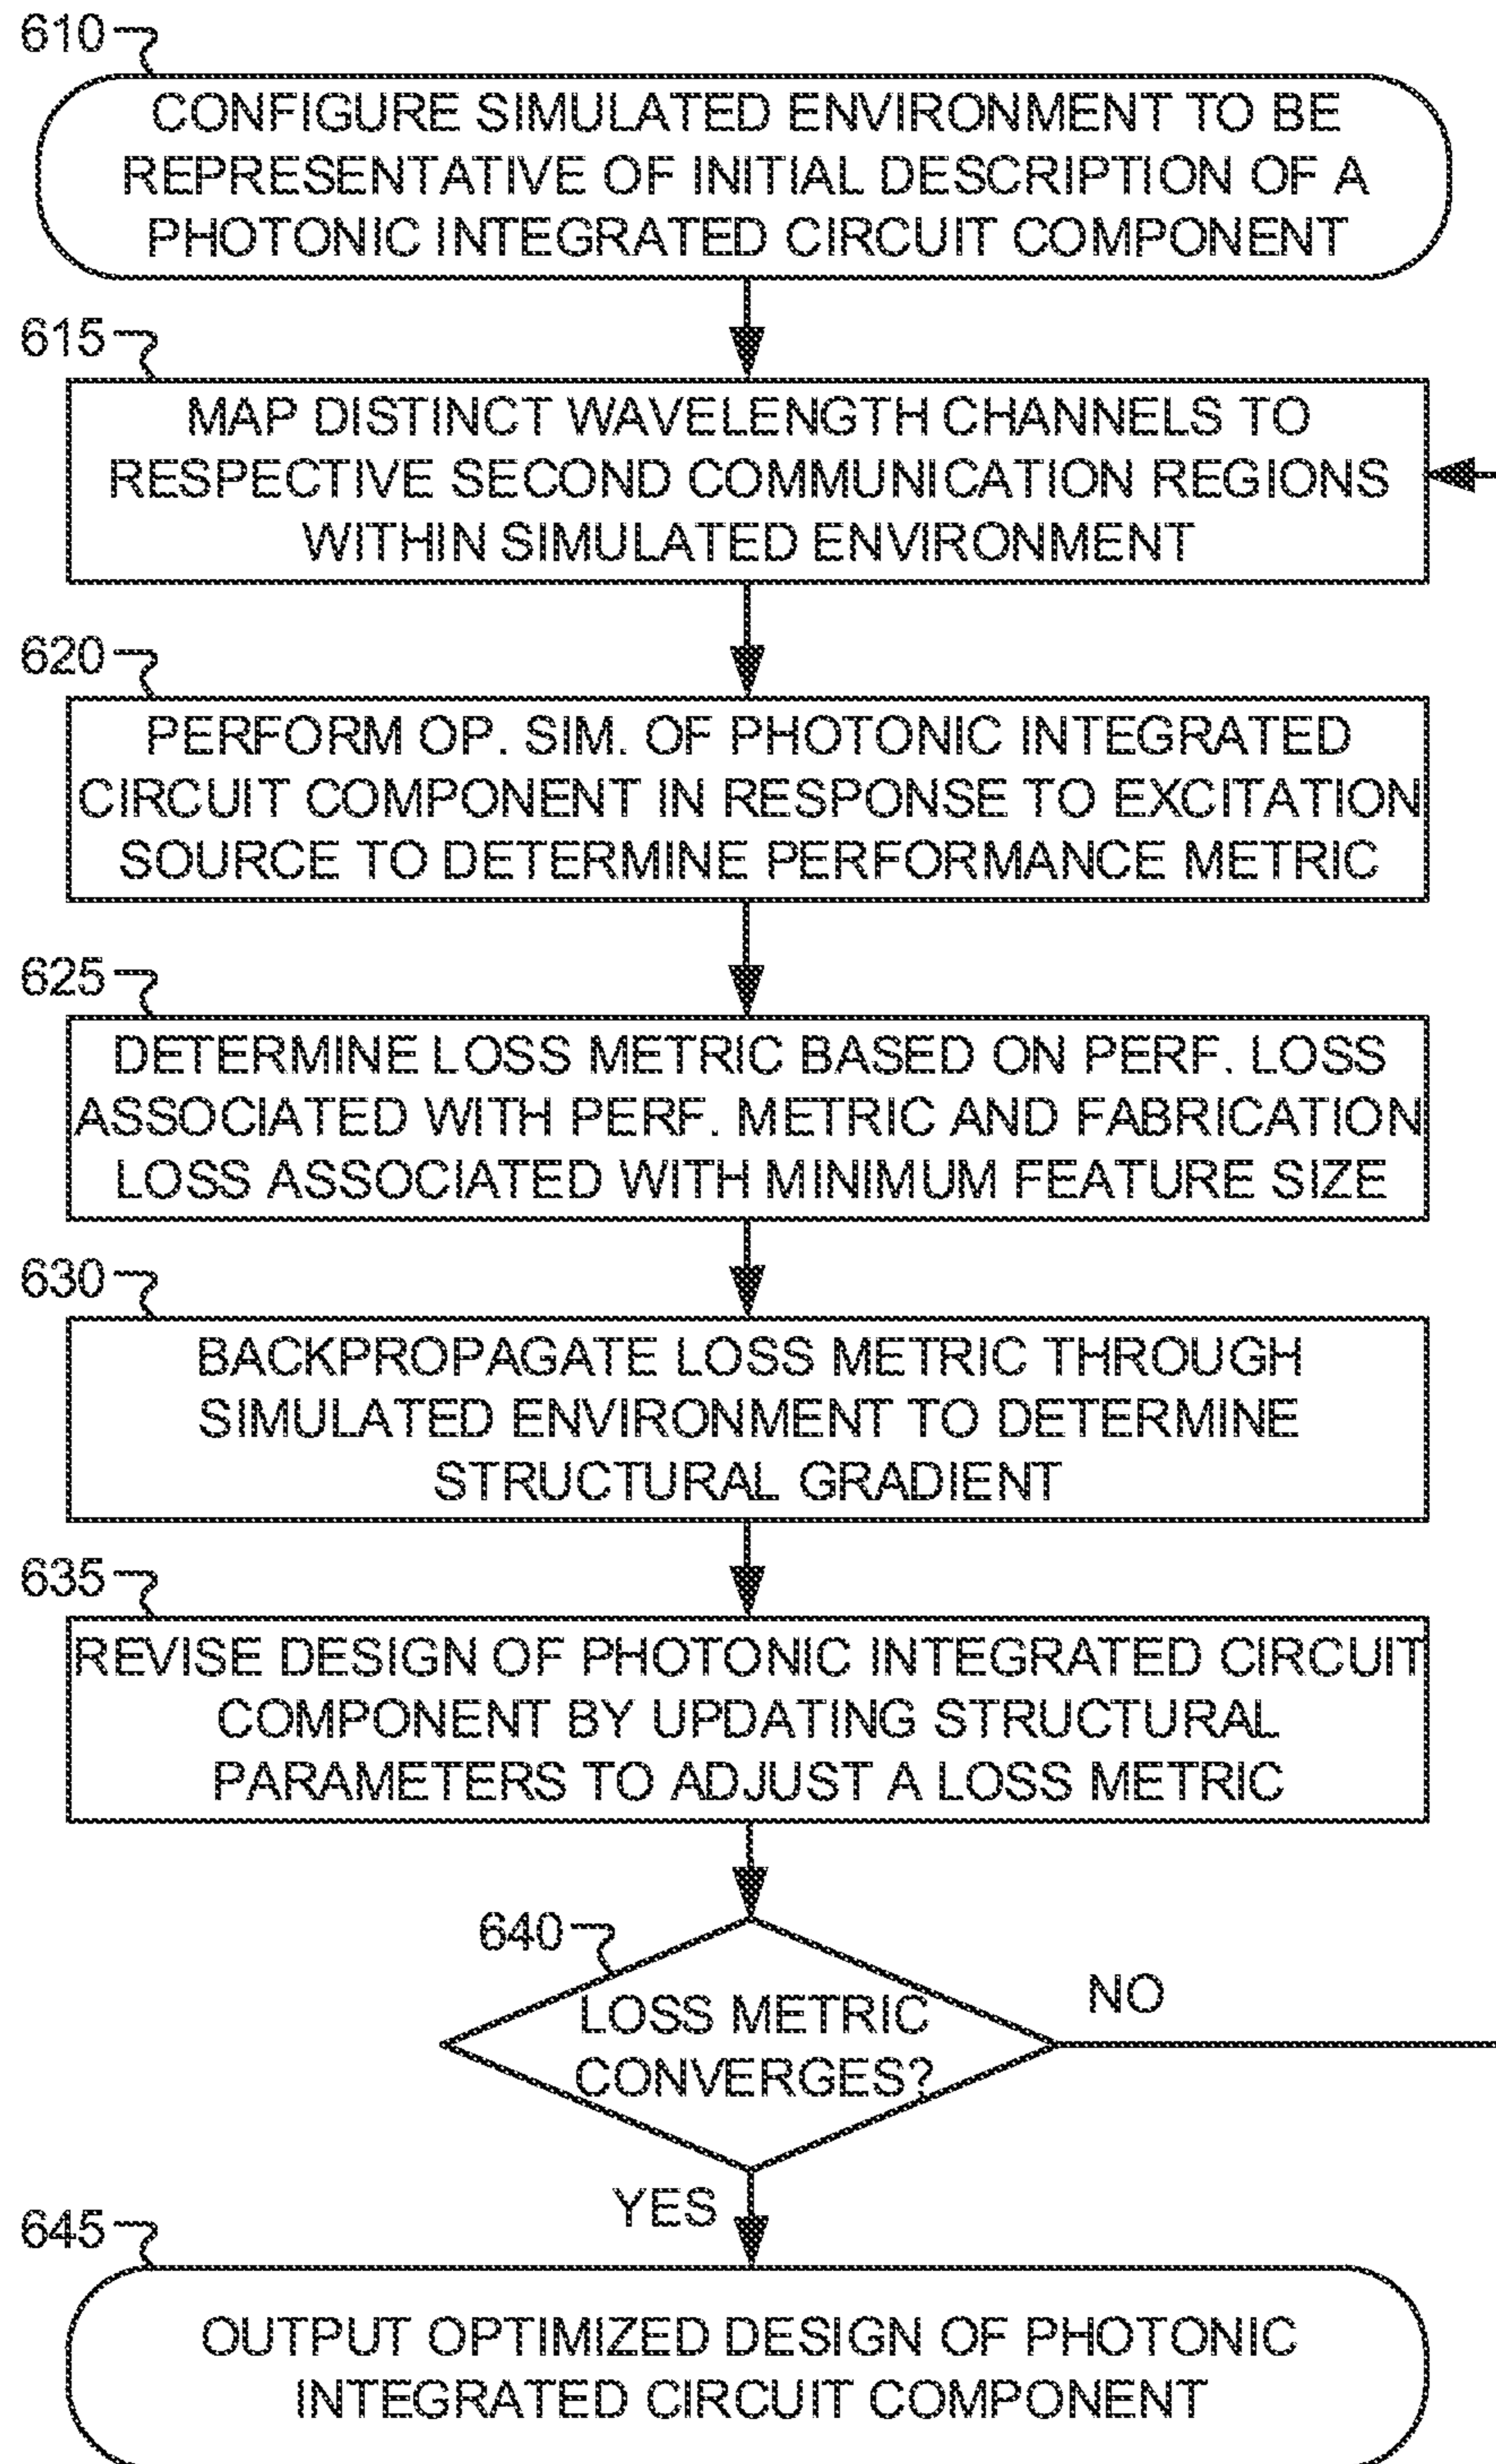 610
CONFIGURE SIMULATED ENVIRONMENT TO BE
REPRESENTATIVE OF INITIAL DESCRIPTION OF A
PHOTONIC INTEGRATED CIRCUIT COMPONENT
615
MAP DISTINCT WAVELENGTH CHANNELS TO
RESPECTIVE SECOND COMMUNICATION REGIONS
WITHIN SIMULATED ENVIRONMENT
620
PERFORM OP. SIM. OF PHOTONIC INTEGRATED
CIRCUIT COMPONENT IN RESPONSE TO EXCITATION
SOURCE TO DETERMINE PERFORMANCE METRIC
625
DETERMINE LOSS METRIC BASED ON PERF. LOSS
ASSOCIATED WITH PERF. METRIC AND FABRICATION
LOSS ASSOCIATED WITH MINIMUM FEATURE SIZE
630
BACKPROPAGATE LOSS METRIC THROUGH
SIMULATED ENVIRONMENT TO DETERMINE
STRUCTURAL GRADIENT
635
REVISE DESIGN OF PHOTONIC INTEGRATED CIRCUIT
COMPONENT BY UPDATING STRUCTURAL
PARAMETERS TO ADJUST A LOSS METRIC
640
LOSS METRIC
CONVERGES?
NO
YES
645
OUTPUT OPTIMIZED DESIGN OF PHOTONIC
INTEGRATED CIRCUIT COMPONENT